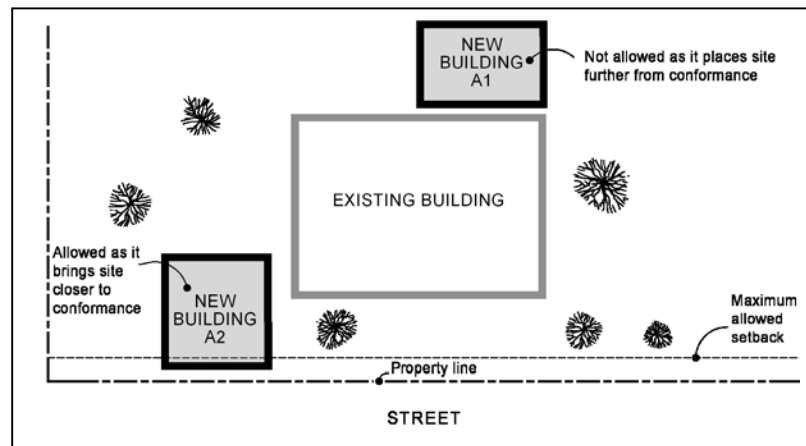 NEW
BUILDING
A1
Not allowed as it places site
further from conformance
EXISTING BUILDING
Allowed as it
brings site
closer to
conformance
NEW
BUILDING
A2
Maximum
allowed
setback
Property line
STREET